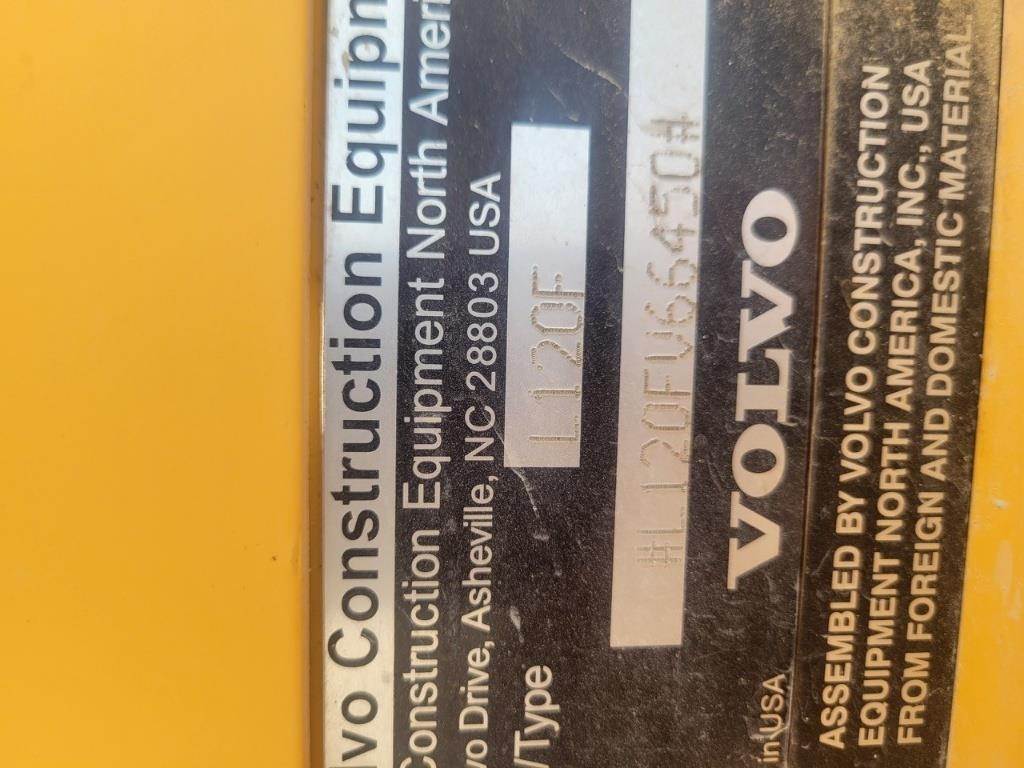 lvo Construction Equipm
Construction Equipment North Ameri
vo Drive, Asheville, NC 28803 USA
/Type L120F
#L120FV66450#
in USA VOLVO
ASSEMBLED BY VOLVO CONSTRUCTION
EQUIPMENT NORTH AMERICA, INC., USA
FROM FOREIGN AND DOMESTIC MATERIAL.